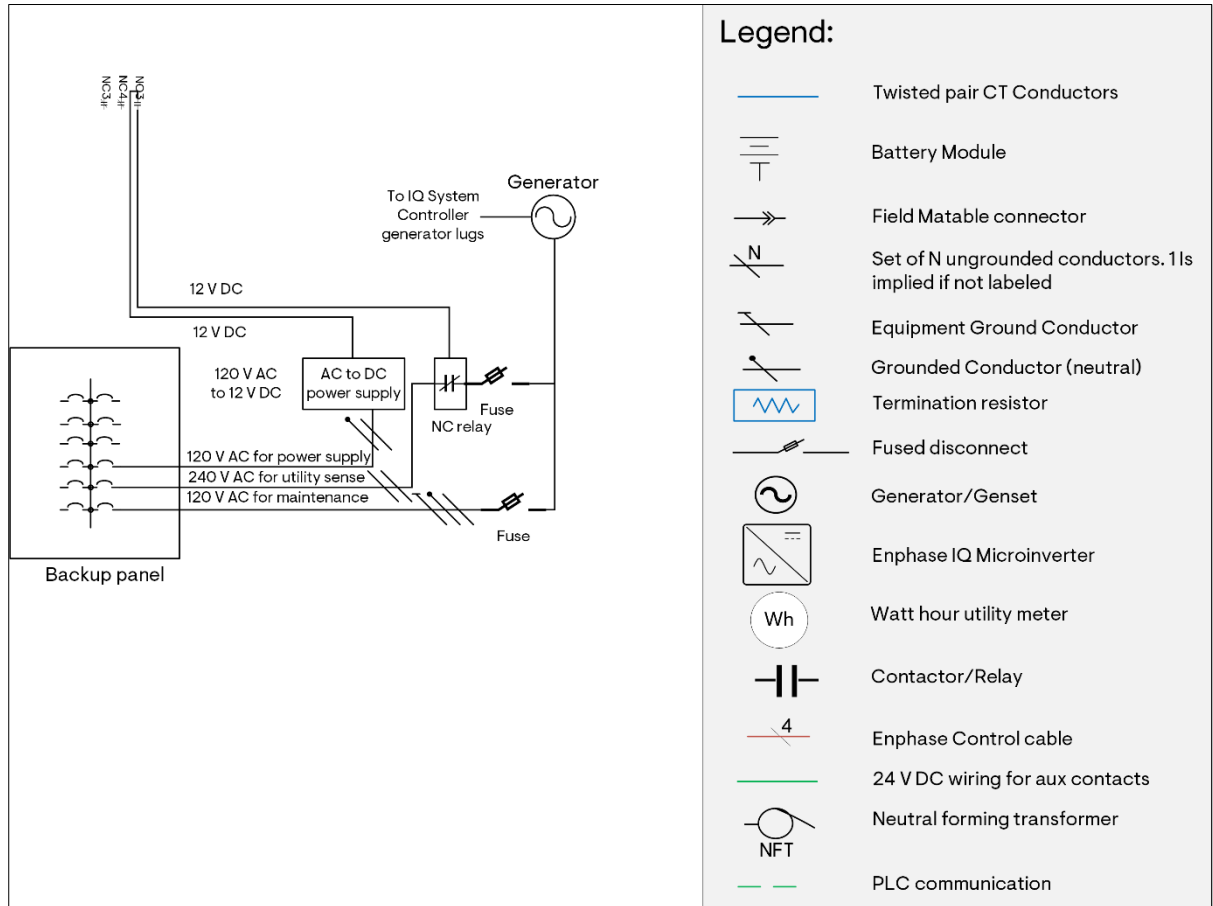 NO3
NC4
NC3
To IQ System
Controller
generator lugs
Generator
12 V DC
12 V DC
120 V AC
to 12 V DC
AC to DC
power supply
NC relay
Fuse
120 V AC for power supply
240 V AC for utility sense
120 V AC for maintenance
Fuse
Backup panel
Legend:
Twisted pair CT Conductors
Battery Module
Field Matable connector
N
Set of N ungrounded conductors. 1 Is
implied if not labeled
Equipment Ground Conductor
Grounded Conductor (neutral)
Termination resistor
Fused disconnect
Generator/Genset
Enphase IQ Microinverter
Wh
Watt hour utility meter
Contactor/Relay
4
Enphase Control cable
24 V DC wiring for aux contacts
Neutral forming transformer
NFT
PLC communication